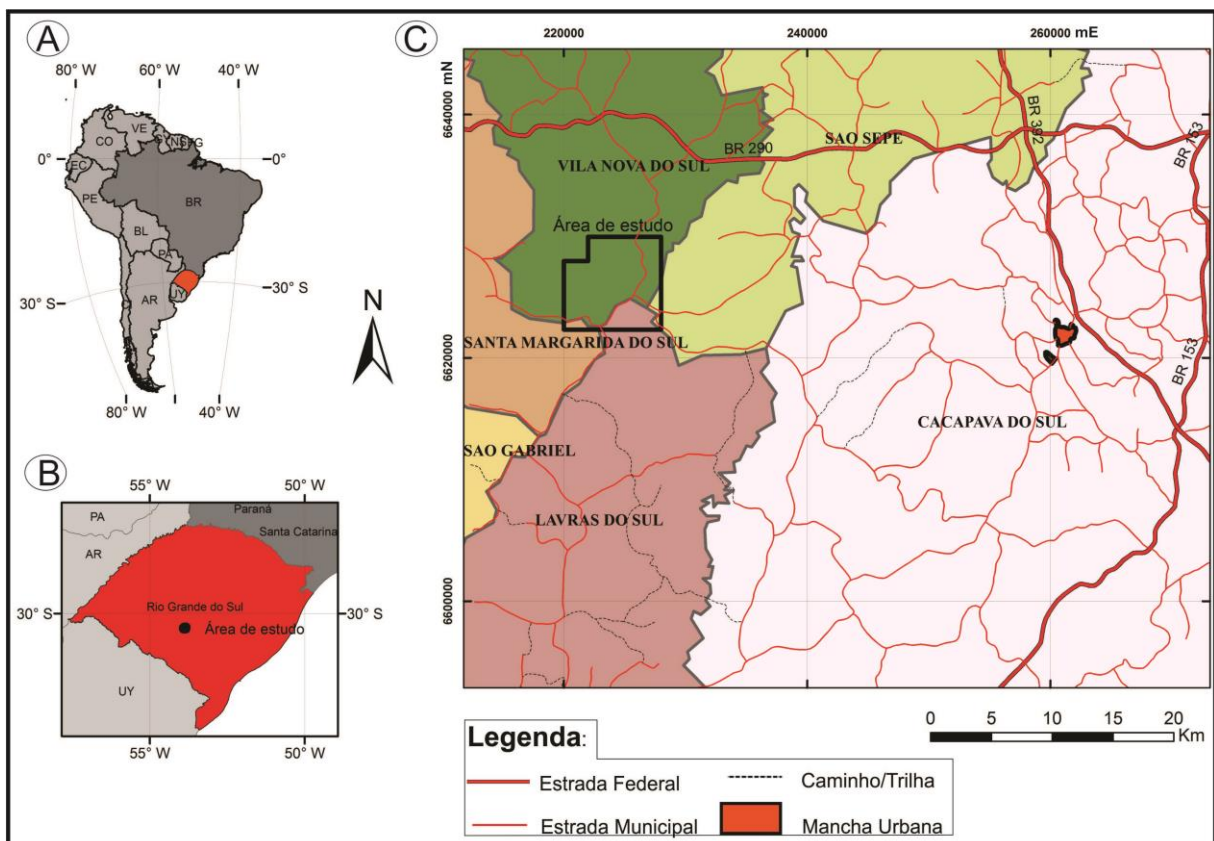 A
80° W
60° W
40° W
VE
CO
NS
FG
0°
EC
0°
PE
BR
BL
PA
30° S
AR
UY
30° S
80° W
40° W
N
B
55° W
50° W
PA
Paraná
Santa Catarina
AR
30° S
Rio Grande do Sul
30° S
Área de estudo
UY
55° W
50° W
C
220000
240000
260000 mE
mN
6640000
6620000
6600000
BR 290
SAO SEPE
BR 392
BR 153
VILA NOVA DO SUL
Área de estudo
SANTA MARGARIDA DO SUL
BR 153
CACAPAVA DO SUL
SAO GABRIEL
LAVRAS DO SUL
0 5 10 15 20
Km
Legenda:
Estrada Federal
Caminho/Trilha
Estrada Municipal
Mancha Urbana